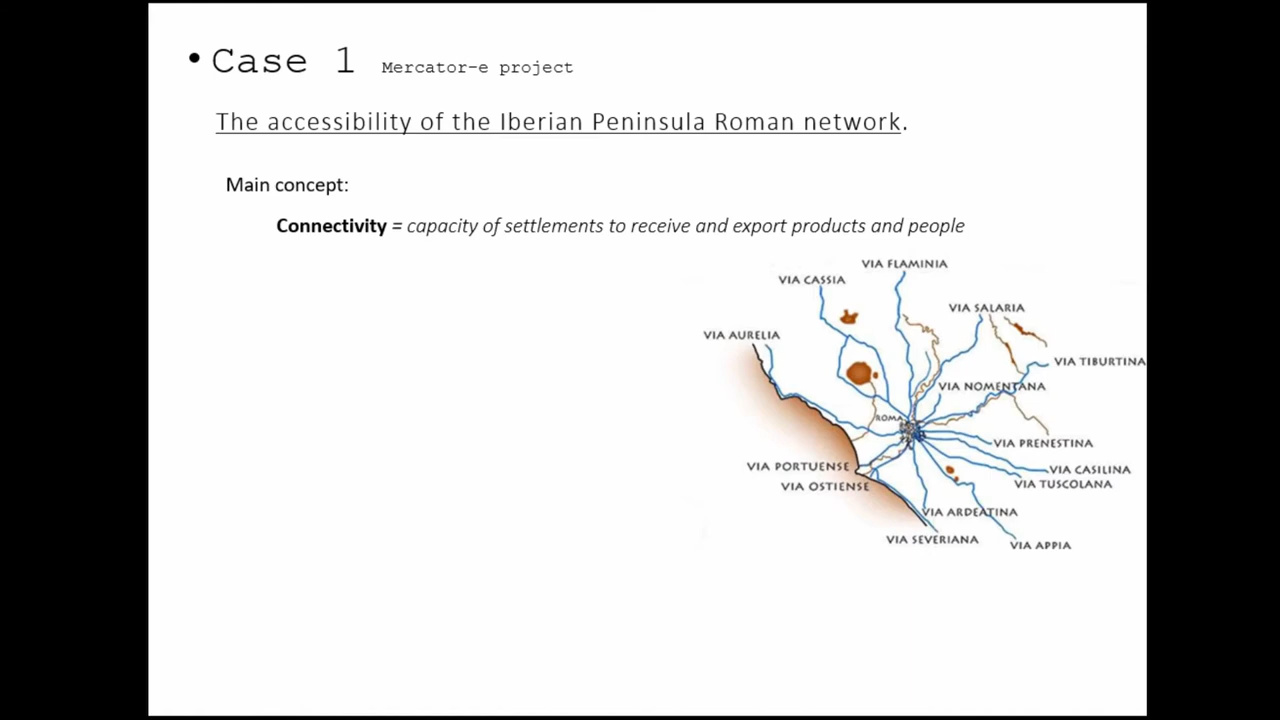 • Case 1 Mercator-e project
The accessibility of the Iberian Peninsula Roman network.
Main concept:
Connectivity = capacity of settlements to receive and export products and people
VIA FLAMINIA
VIA CASSIA
VIA SALARIA
VIA AURELIA
VIA TIBURTINA
VIA NOMENTANA
ROMA
VIA PRENESTINA
VIA PORTUENSE
VIA CASILINA
VIA TUSCOLANA
VIA OSTIENSE
VIA ARDEATINA
VIA SEVERIANA
VIA APPIA